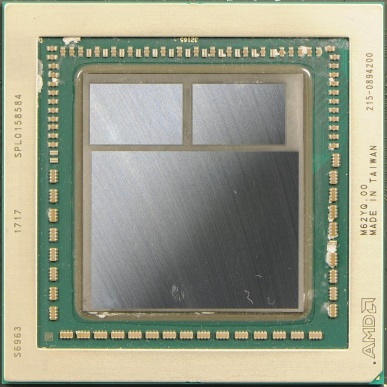 32165
S6963 1717 SPL0158584
215-0894200
M62YQ.00
MADE IN TAIWAN
AMD